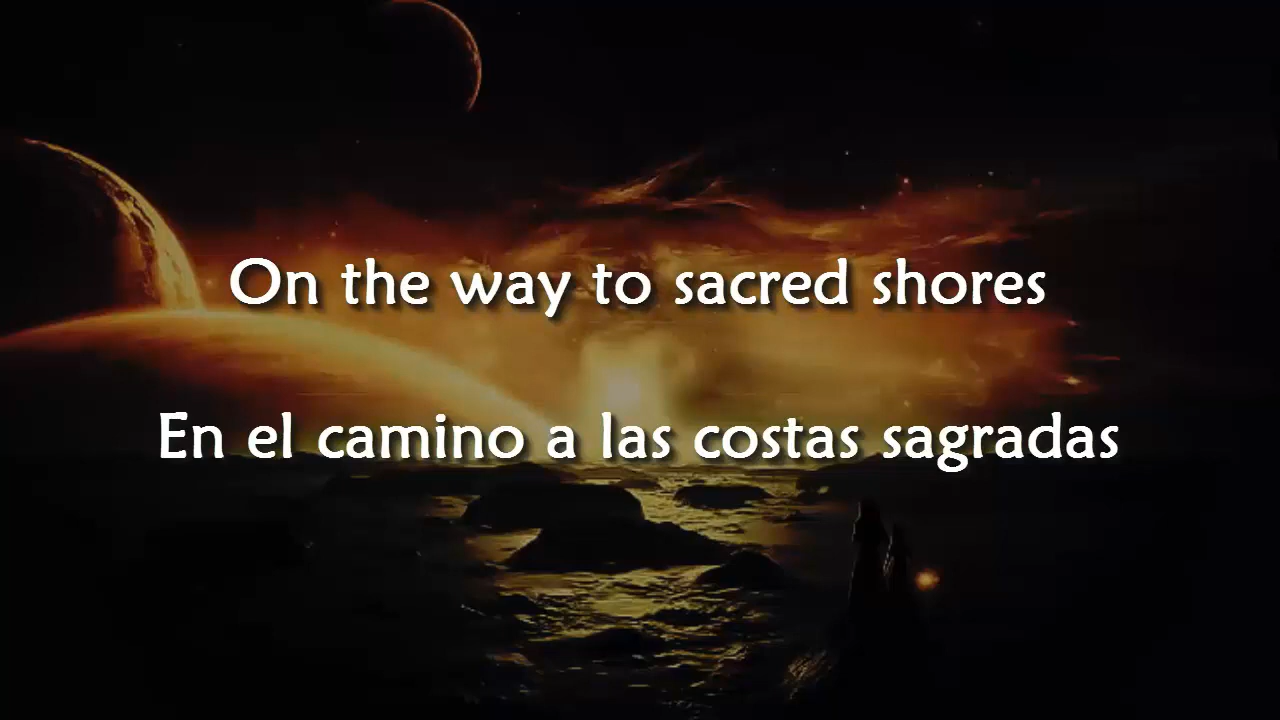 On the way to sacred shores
En el camino a las costas sagradas